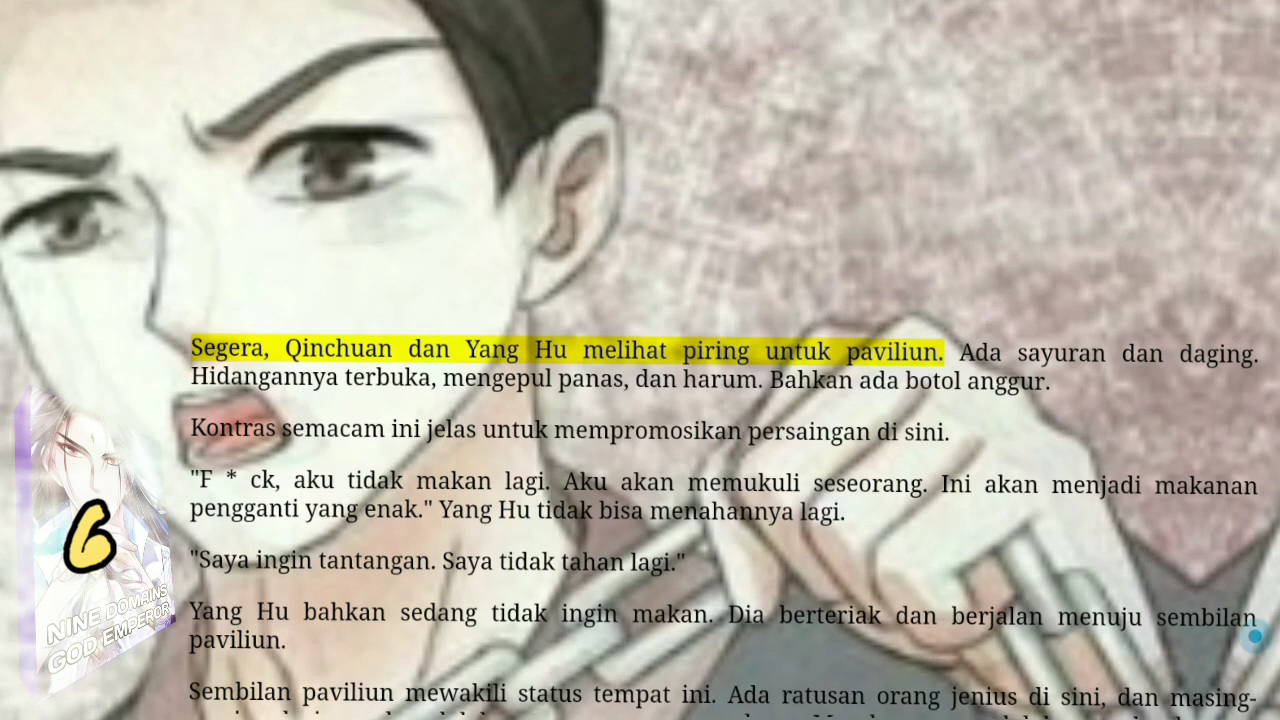 Segera, Qinchuan dan Yang Hu melihat piring untuk paviliun. Ada sayuran dan daging.
Hidangannya terbuka, mengepul panas, dan harum. Bahkan ada botol anggur.
Kontras semacam ini jelas untuk mempromosikan persaingan di sini.
"F * ck, aku tidak makan lagi. Aku akan memukuli seseorang. Ini akan menjadi makanan
pengganti yang enak." Yang Hu tidak bisa menahannya lagi.
"Saya ingin tantangan. Saya tidak tahan lagi."
Yang Hu bahkan sedang tidak ingin makan. Dia berteriak dan berjalan menuju sembilan
paviliun.
Sembilan paviliun mewakili status tempat ini. Ada ratusan orang jenius di sini, dan masing-
6
NINE DOMAINS
GOD EMPEROR